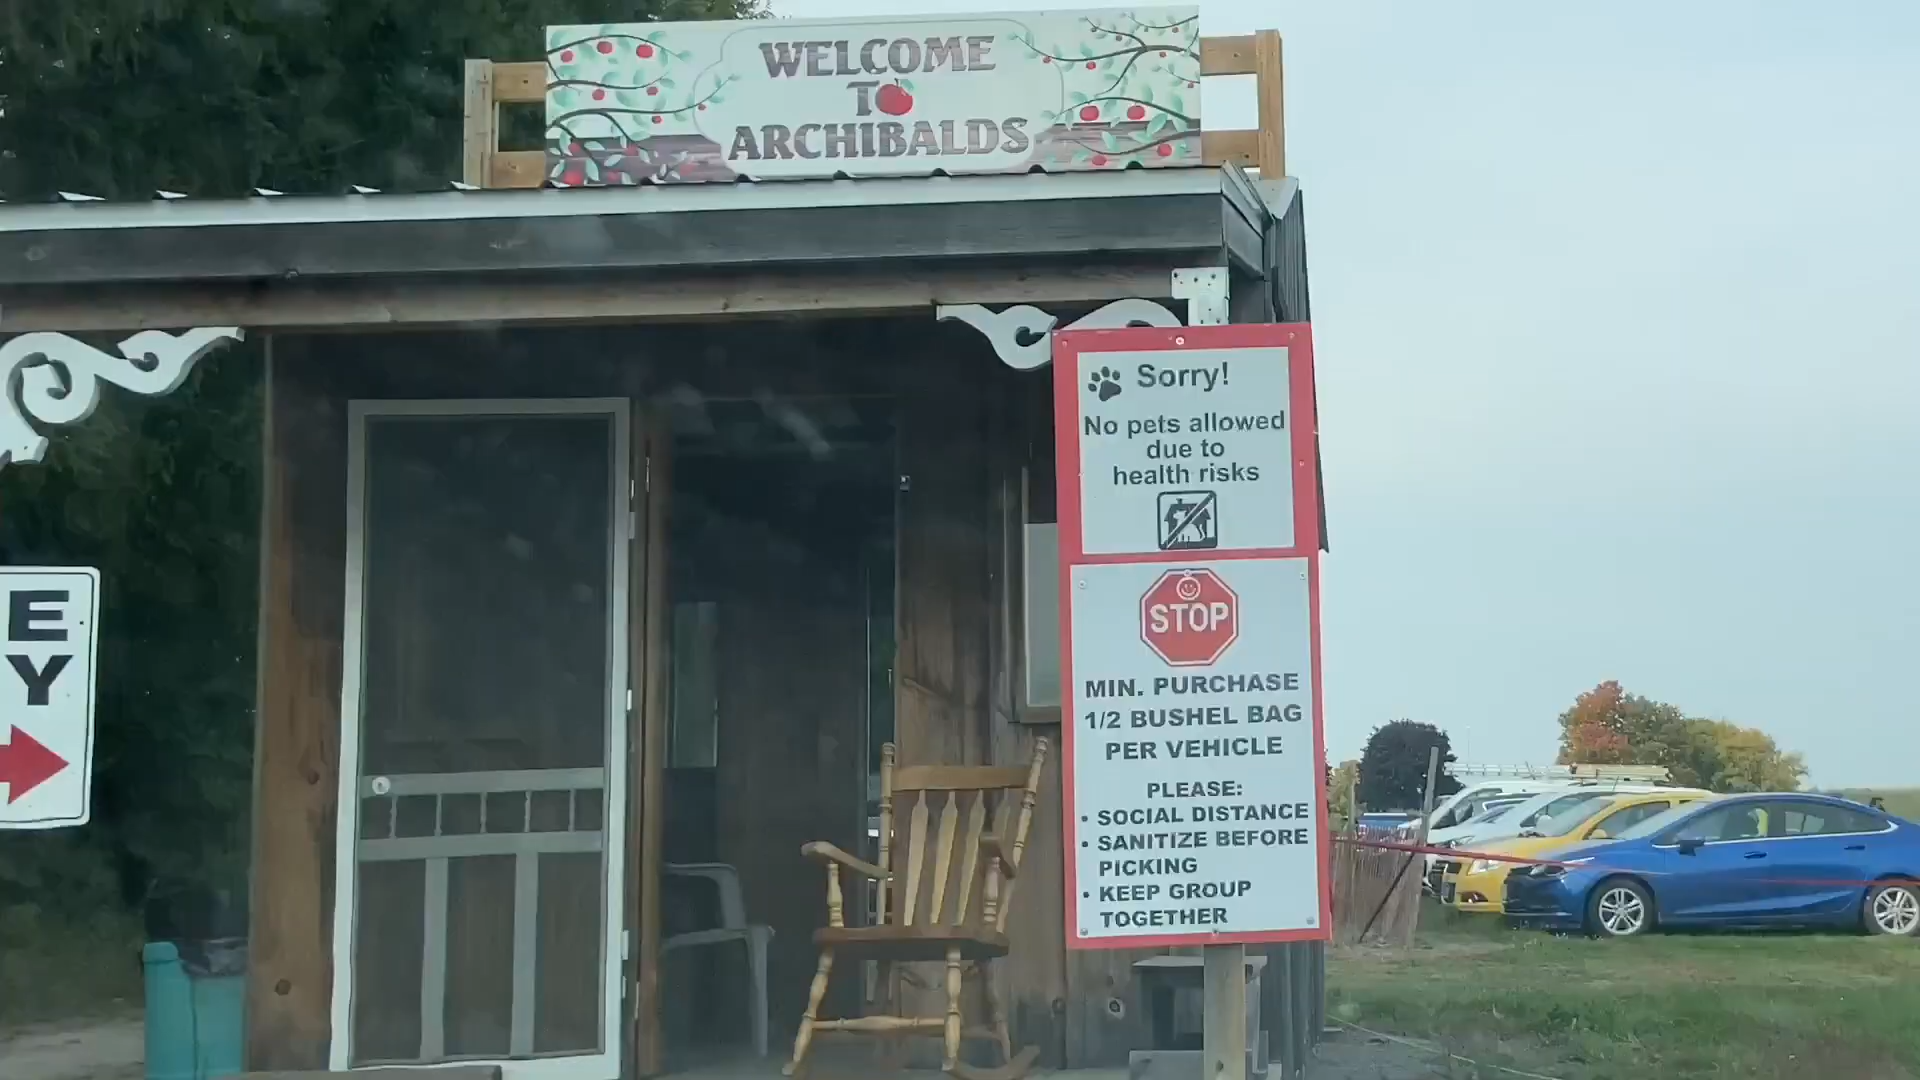 WELCOME
TO
ARCHIBALDS
Sorry!
No pets allowed
due to
health risks
STOP
MIN. PURCHASE
1/2 BUSHEL BAG
PER VEHICLE
PLEASE:
• SOCIAL DISTANCE
• SANITIZE BEFORE
PICKING
• KEEP GROUP
TOGETHER
E
Y